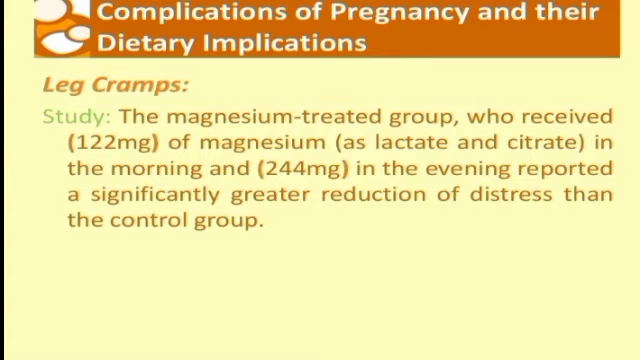 Complications of Pregnancy and their
Dietary Implications
Leg Cramps:
Study: The magnesium-treated group, who received
(122mg) of magnesium (as lactate and citrate) in
the morning and (244mg) in the evening reported
a significantly greater reduction of distress than
the control group.